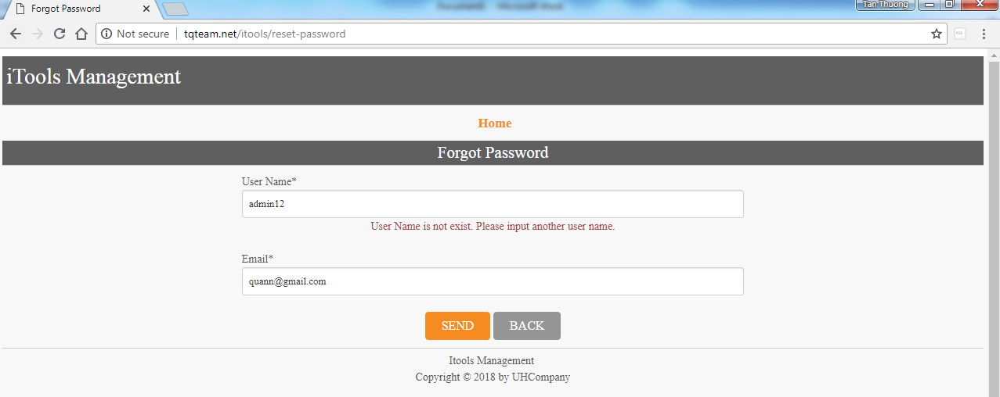 Forgot Password
Tan Thuong
Not secure tqteam.net/itools/reset-password
iTools Management
Home
Forgot Password
User Name*
admin12
User Name is not exist. Please input another user name.
Email*
quann@gmail.com
SEND BACK
Itools Management
Copyright © 2018 by UHCompany